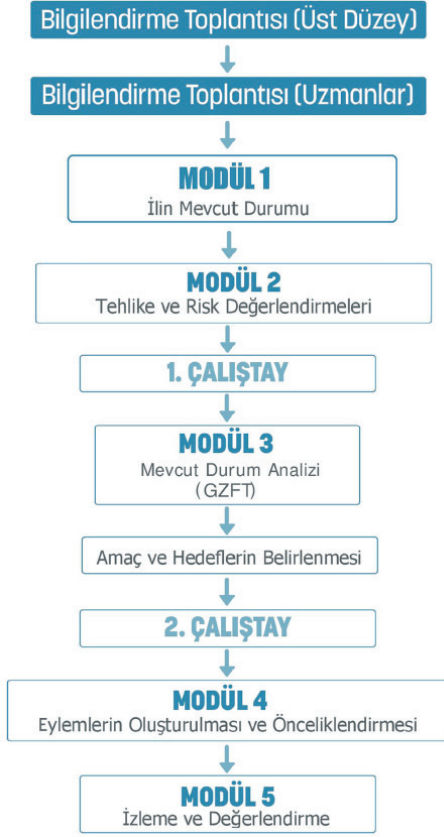 Bilgilendirme Toplantısı (Üst Düzey)
Bilgilendirme Toplantısı (Uzmanlar)
MODÜL 1
İlin Mevcut Durumu
MODÜL 2
Tehlike ve Risk Değerlendirmeleri
1. ÇALIŞTAY
MODÜL 3
Mevcut Durum Analizi
(GZFT)
Amaç ve Hedeflerin Belirlenmesi
2. ÇALIŞTAY
MODÜL 4
Eylemlerin Oluşturulması ve Önceliklendirmesi
MODÜL 5
İzleme ve Değerlendirme